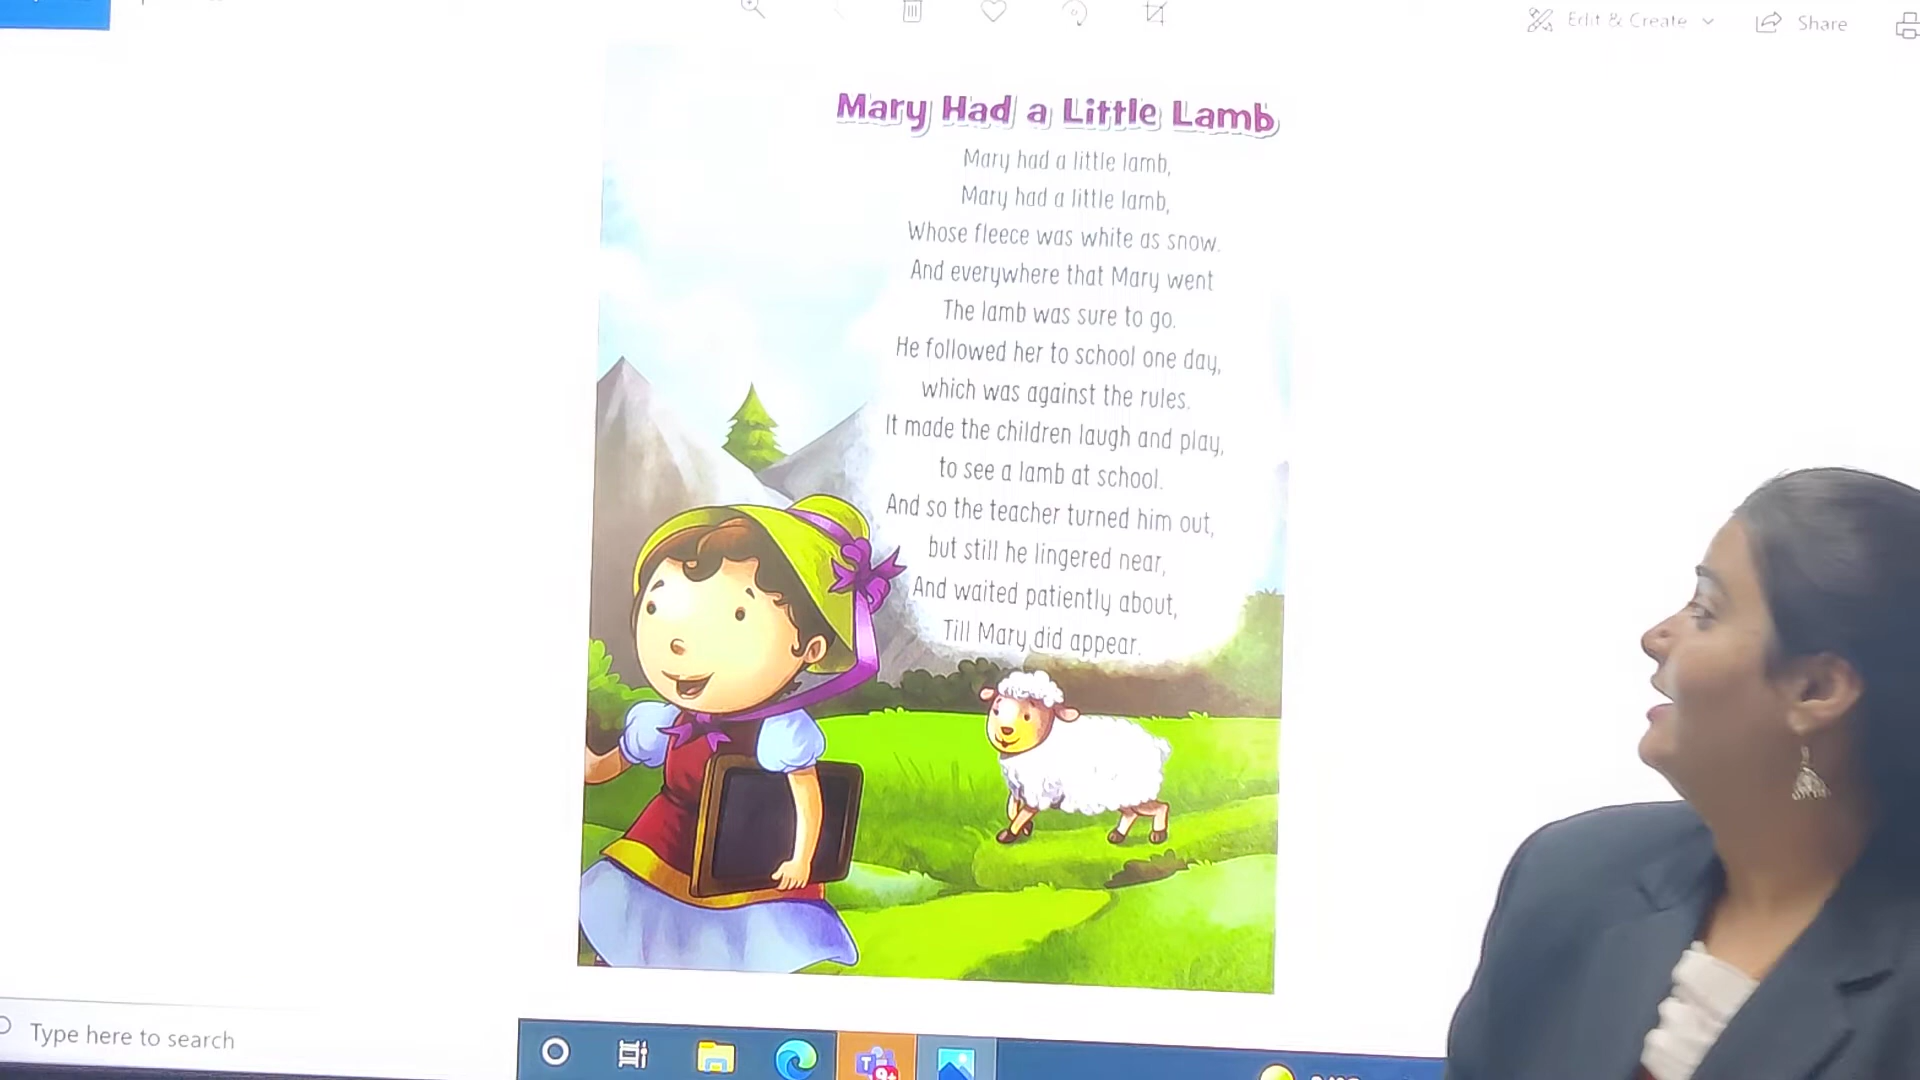 Edit & Create
Share
Mary Had a Little Lamb
Mary had a little lamb,
Mary had a little lamb,
Whose fleece was white as snow.
And everywhere that Mary went
The lamb was sure to go.
He followed her to school one day,
which was against the rules.
It made the children laugh and play,
to see a lamb at school.
And so the teacher turned him out,
but still he lingered near,
And waited patiently about,
Till Mary did appear.
Type here to search
T
9+